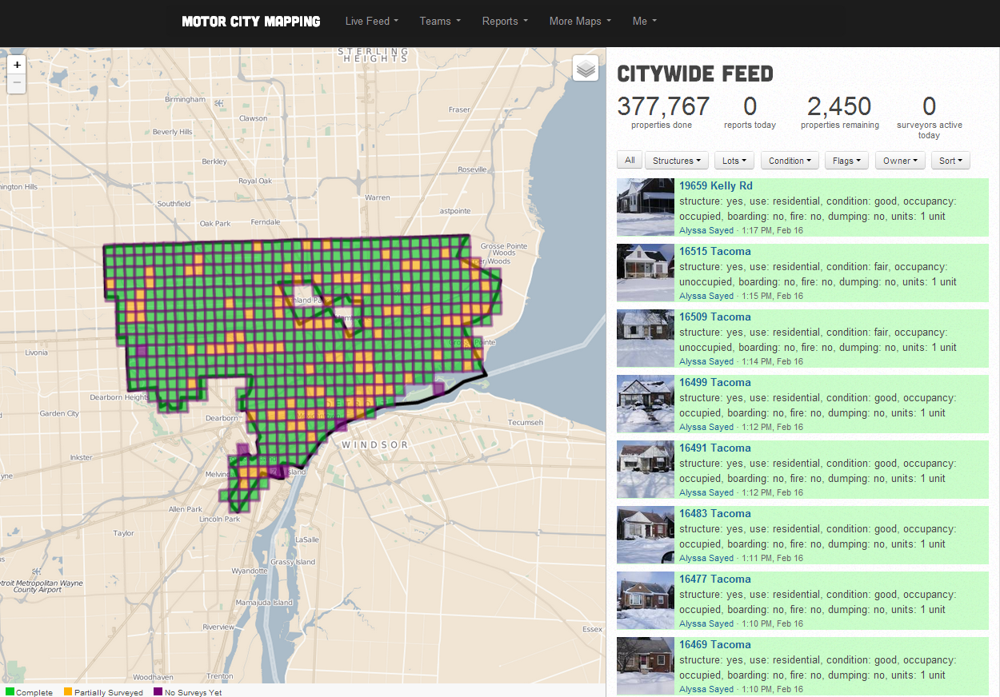 MOTOR CITY MAPPING
Live Feed
Teams
Reports
More Maps
Me
+
−
STERLING
HEIGHTS
Birmingham
Fraser
Clawson
Beverly Hills
Berkley
Roseville
Royal Oak
ington Hills
Warren
Southfield
astpointe
Oak Park
Ferndale
Grosse Pointe
Woods
Livonia
Pointe
Dearborn Heights
Garden City
Dearborn
Tecumseh
WINDSOR
Inkster
Melvin
sland
Allen Park
Lincoln Park
Taylor
LaSalle
Grassy Island
Wyandotte
etroit Metropolitan Wayne
County Airport
Mamajuda Island
Riverview
Essex
Woodhaven
Trenton
Complete
Partially Surveyed
No Surveys Yet
CITYWIDE FEED
377,767
properties done
0
reports today
2,450
properties remaining
0
surveyors active
today
All
Structures
Lots
Condition
Flags
Owner
Sort
19659 Kelly Rd
structure: yes, use: residential, condition: good, occupancy:
occupied, boarding: no, fire: no, dumping: no, units: 1 unit
Alyssa Sayed · 1:17 PM, Feb 16
16515 Tacoma
structure: yes, use: residential, condition: fair, occupancy:
unoccupied, boarding: no, fire: no, dumping: no, units: 1 unit
Alyssa Sayed · 1:15 PM, Feb 16
16509 Tacoma
structure: yes, use: residential, condition: fair, occupancy:
unoccupied, boarding: no, fire: no, dumping: no, units: 1 unit
Alyssa Sayed · 1:14 PM, Feb 16
16499 Tacoma
structure: yes, use: residential, condition: good, occupancy:
occupied, boarding: no, fire: no, dumping: no, units: 1 unit
Alyssa Sayed · 1:12 PM, Feb 16
16491 Tacoma
structure: yes, use: residential, condition: good, occupancy:
occupied, boarding: no, fire: no, dumping: no, units: 1 unit
Alyssa Sayed · 1:12 PM, Feb 16
16483 Tacoma
structure: yes, use: residential, condition: good, occupancy:
occupied, boarding: no, fire: no, dumping: no, units: 1 unit
Alyssa Sayed · 1:11 PM, Feb 16
16477 Tacoma
structure: yes, use: residential, condition: good, occupancy:
occupied, boarding: no, fire: no, dumping: no, units: 1 unit
Alyssa Sayed · 1:10 PM, Feb 16
16469 Tacoma
structure: yes, use: residential, condition: good, occupancy:
occupied, boarding: no, fire: no, dumping: no, units: 1 unit
Alyssa Sayed · 1:10 PM, Feb 16